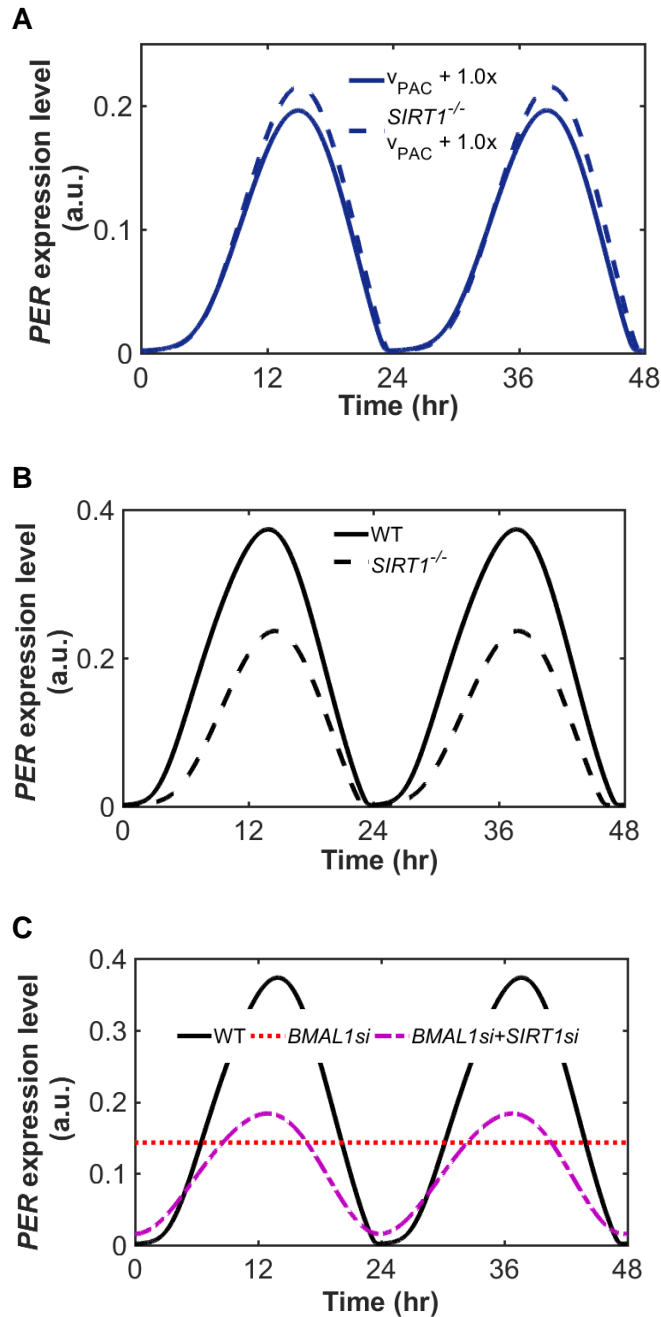 A
PER expression level
(a.u.)
0.2
0.1
0
v_PAC + 1.0x
SIRT1^-/-
v_PAC + 1.0x
0 12 24 36 48
Time (hr)
B
PER expression level
(a.u.)
0.4
0.2
0
WT
SIRT1^-/-
0 12 24 36 48
Time (hr)
C
PER expression level
(a.u.)
0.4
0.3
0.2
0.1
0
WT BMAL1si BMAL1si+SIRT1si
0 12 24 36 48
Time (hr)